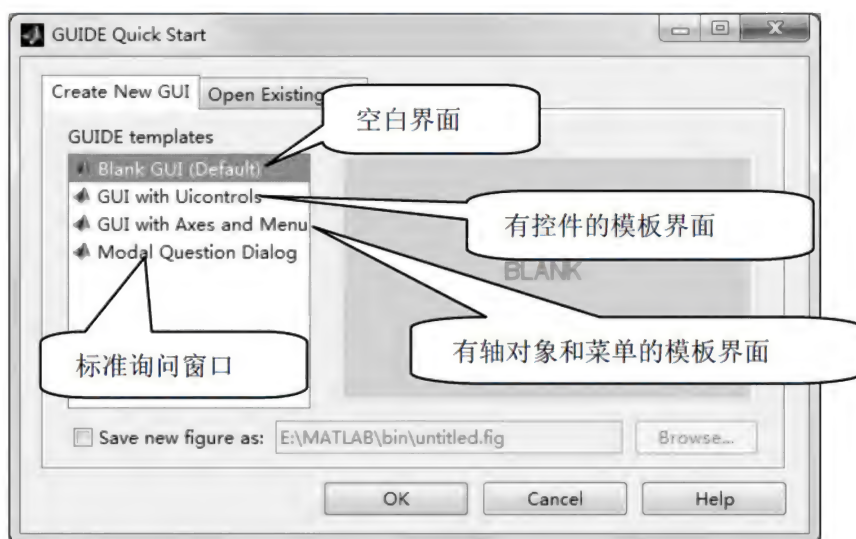 GUIDE Quick Start
Create New GUI
Open Existing
空白界面
GUIDE templates
Blank GUI (Default)
GUI with Uicontrols
GUI with Axes and Menu
Modal Question Dialog
有控件的模板界面
BLANK
有轴对象和菜单的模板界面
标准询问窗口
Save new figure as:
E:\MATLAB\bin\untitled.fig
Browse...
OK
Cancel
Help